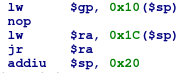 lw $gp, 0x10($sp)
nop
lw $ra, 0x1C($sp)
jr $ra
addiu $sp, 0x20